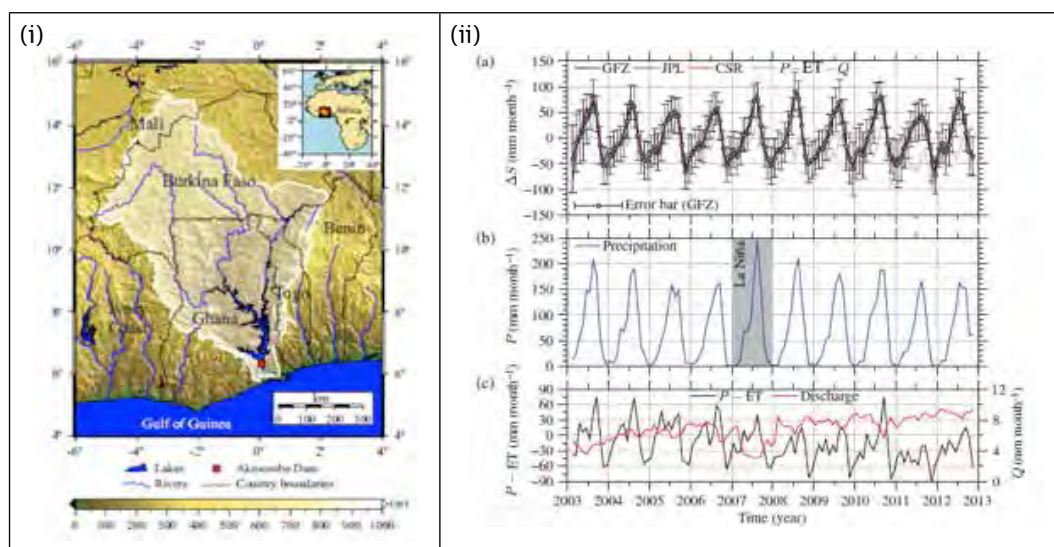 (i)
-6° -4° -2° 0° 2° 4°
16°
14°
12°
10°
8°
6°
4°
Mali
Burkina Faso
Benin
Togo
Ghana
Africa
km
0 100 200 300
Gulf of Guinea
-6° -4° -2° 0° 2° 4°
Lakes
Akosombo Dam
Rivers
Country boundaries
0 100 200 300 400 500 600 700 800 900 1000
(ii)
(a)
GFZ JPL CSR P – ET – Q
150
100
50
0
-50
-100
-150
ΔS (mm month⁻¹)
Error bar (GFZ)
(b)
Precipitation
La Niña
250
200
150
100
50
0
P (mm month⁻¹)
(c)
P – ET Discharge
90
60
30
0
-30
-60
-90
P – ET (mm month⁻¹)
12
8
4
0
Q (mm month⁻¹)
2003 2004 2005 2006 2007 2008 2009 2010 2011 2012 2013
Time (year)